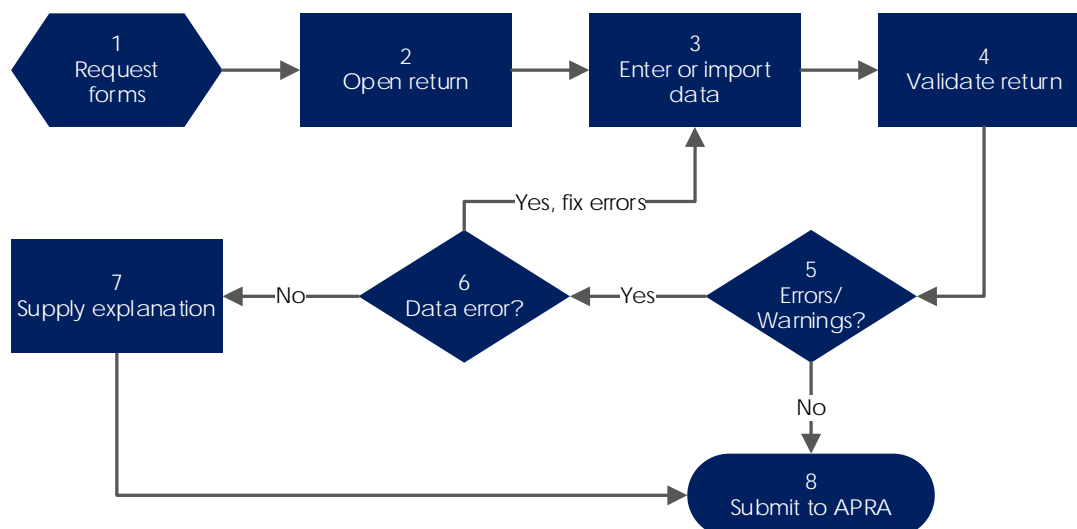 1
Request
forms
2
Open return
3
Enter or import
data
4
Validate return
Yes, fix errors
5
Errors/
Warnings?
Yes
6
Data error?
No
7
Supply explanation
No
8
Submit to APRA